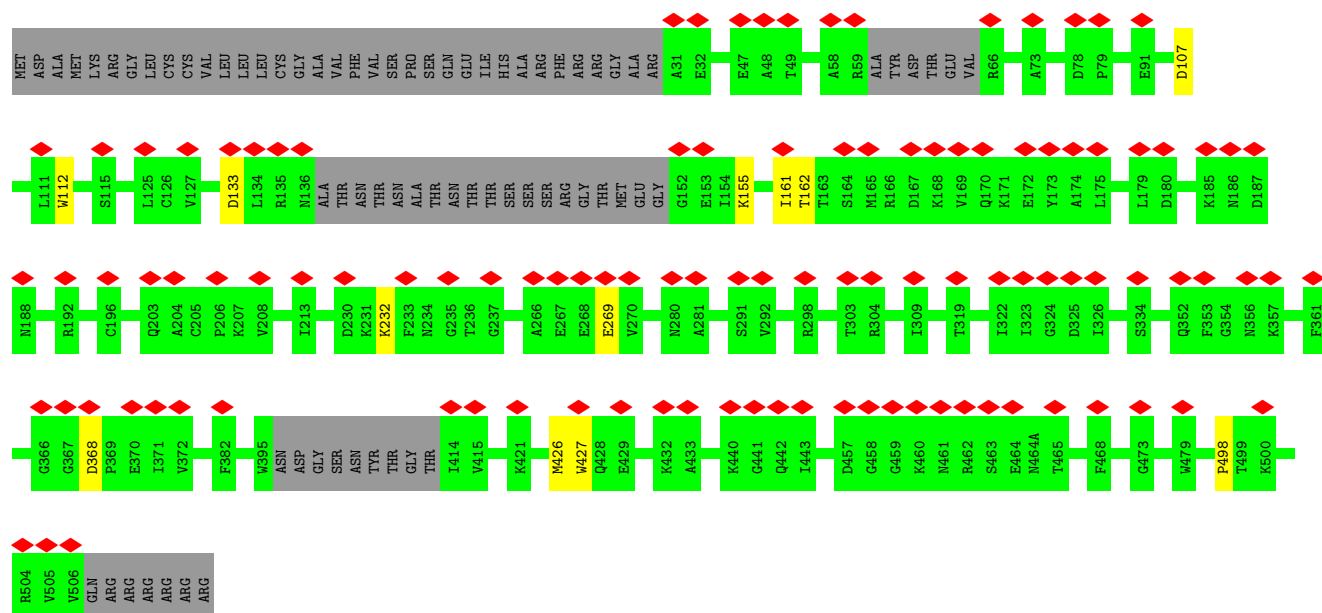 MET ASP ALA MET LYS ARG GLY LEU CYS CYS VAL LEU LEU LEU CYS GLY ALA VAL PHE VAL SER PRO SER GLN GLU ILE HIS ALA ARG PHE ARG ARG GLY ALA ARG A31 E32 E47 A48 T49 A58 R59 ALA TYR ASP THR GLU VAL R66 A73 D78 P79 E91 D107
L111 W112 S115 L125 C126 V127 D133 L134 R135 N136 ALA THR ASN THR THR ASN ALA THR ASN THR THR SER SER SER ARG GLY THR MET GLU GLY G152 E153 I154 K155 I161 T162 T163 S164 M165 R166 D167 K168 V169 Q170 K171 E172 Y173 A174 L175 L179 D180 K185 N186 D187
N188 R192 C196 Q203 A204 C205 P206 K207 V208 I213 D230 K231 K232 F233 N234 G235 T236 G237 A266 E267 E268 E269 V270 N280 A281 S291 V292 R298 T303 R304 I309 T319 I322 I323 G324 D325 I326 S334 Q352 F353 G354 N356 K357 F361
G366 G367 D368 P369 E370 I371 V372 F382 W395 ASN ASP GLY SER ASN TYR THR GLY THR I414 V415 K421 M426 W427 Q428 E429 K432 A433 K440 G441 Q442 I443 D457 G458 G459 K460 N461 R462 S463 E464 N464A T465 F468 G473 W479 P498 T499 K500
R504 V505 V506 GLN ARG ARG ARG ARG ARG